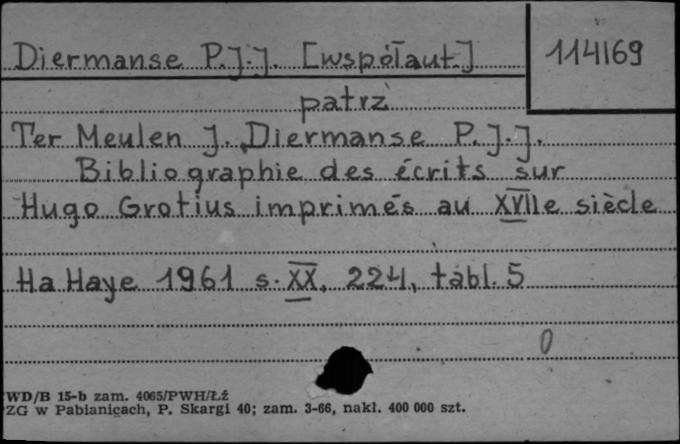 Diermanse P.J.J. [współaut.]
114169
patrz
Ter Meulen J. Diermanse P.J.J.
Bibliographie des écrits sur
Hugo Grotius imprimés au XVIIe siècle
Ha Haye 1961 s. XX, 224, tabl. 5
0
WD/B 15-b zam. 4065/PWH/Łź
ZG w Pabianicach, P. Skargi 40; zam. 3-66, nakł. 400 000 szt.